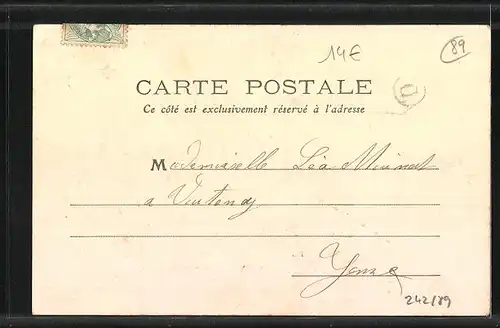 14€
89
CARTE POSTALE
Ce côté est exclusivement réservé à l'adresse
Mademoiselle Léa
a
Yonne
242/89